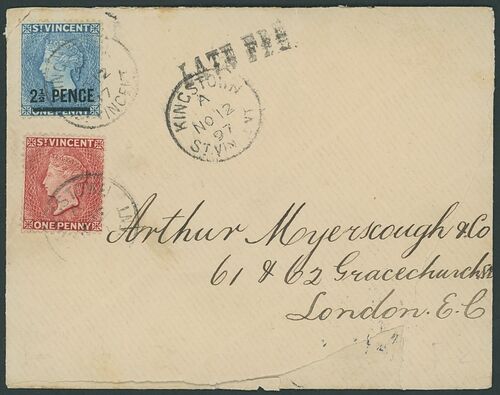 ST VINCENT
2½ PENCE
ONE PENNY
ST VINCENT
ONE PENNY
LATE FEE.
KINGSTOWN
A
NO 12
97
ST. VIN
Arthur Myerscough & Co
61 & 62 Gracechurch St
London. E. C